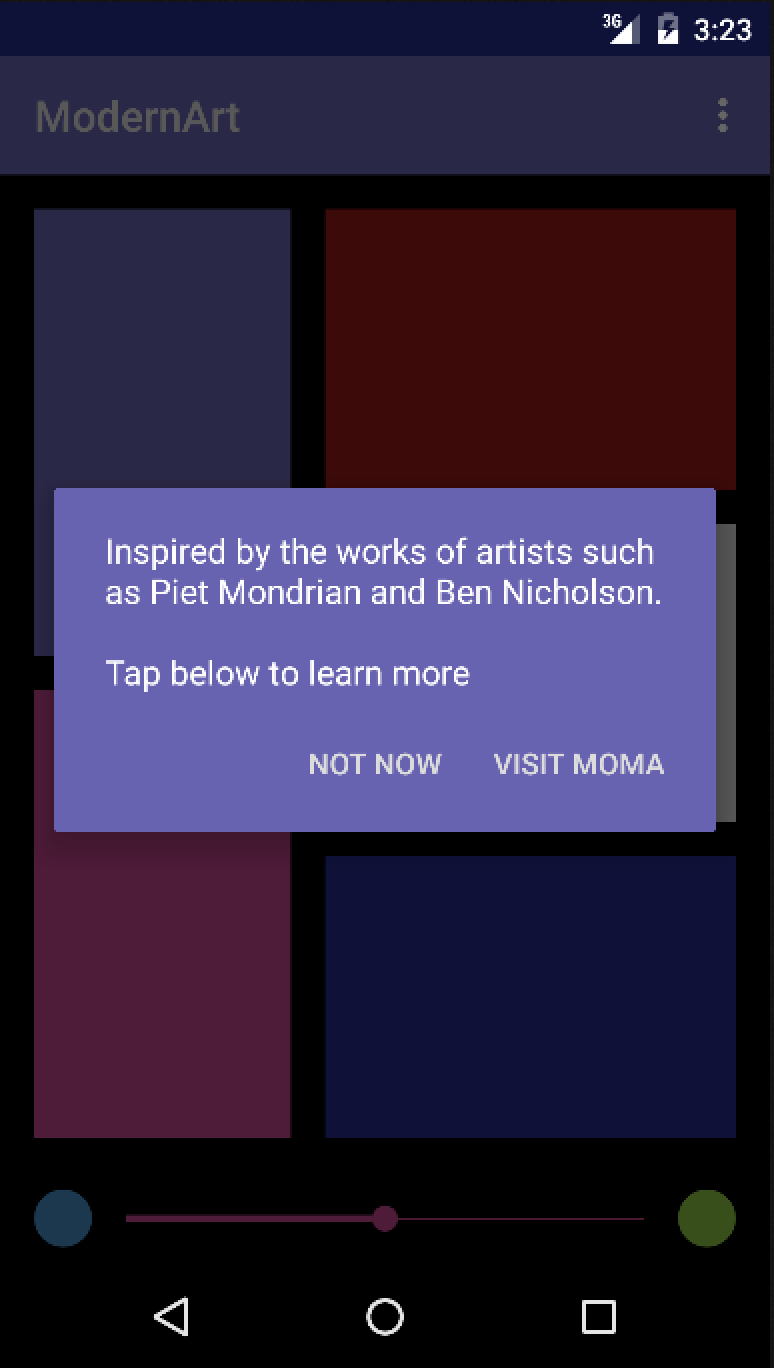 3G 3:23
ModernArt
Inspired by the works of artists such
as Piet Mondrian and Ben Nicholson.
Tap below to learn more
NOT NOW VISIT MOMA